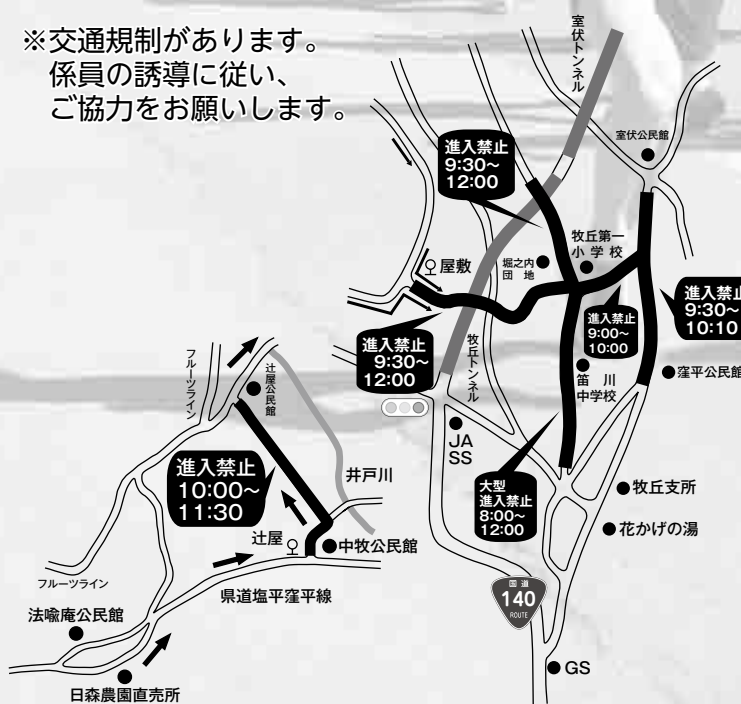 ※交通規制があります。
係員の誘導に従い、
ご協力をお願いします。
室伏トンネル
室伏公民館
進入禁止
9:30~
12:00
牧丘第一
小学校
堀之内
団地
屋敷
進入禁止
9:30~
10:10
進入禁止
9:00~
10:00
進入禁止
9:30~
12:00
牧丘トンネル
笛川
中学校
窪平公民館
フルーツライン
辻屋公民館
JA
SS
進入禁止
10:00~
11:30
井戸川
大型
進入禁止
8:00~
12:00
牧丘支所
花かげの湯
辻屋
中牧公民館
フルーツライン
県道塩平窪平線
国道
140
ROUTE
法喩庵公民館
GS
日森農園直売所